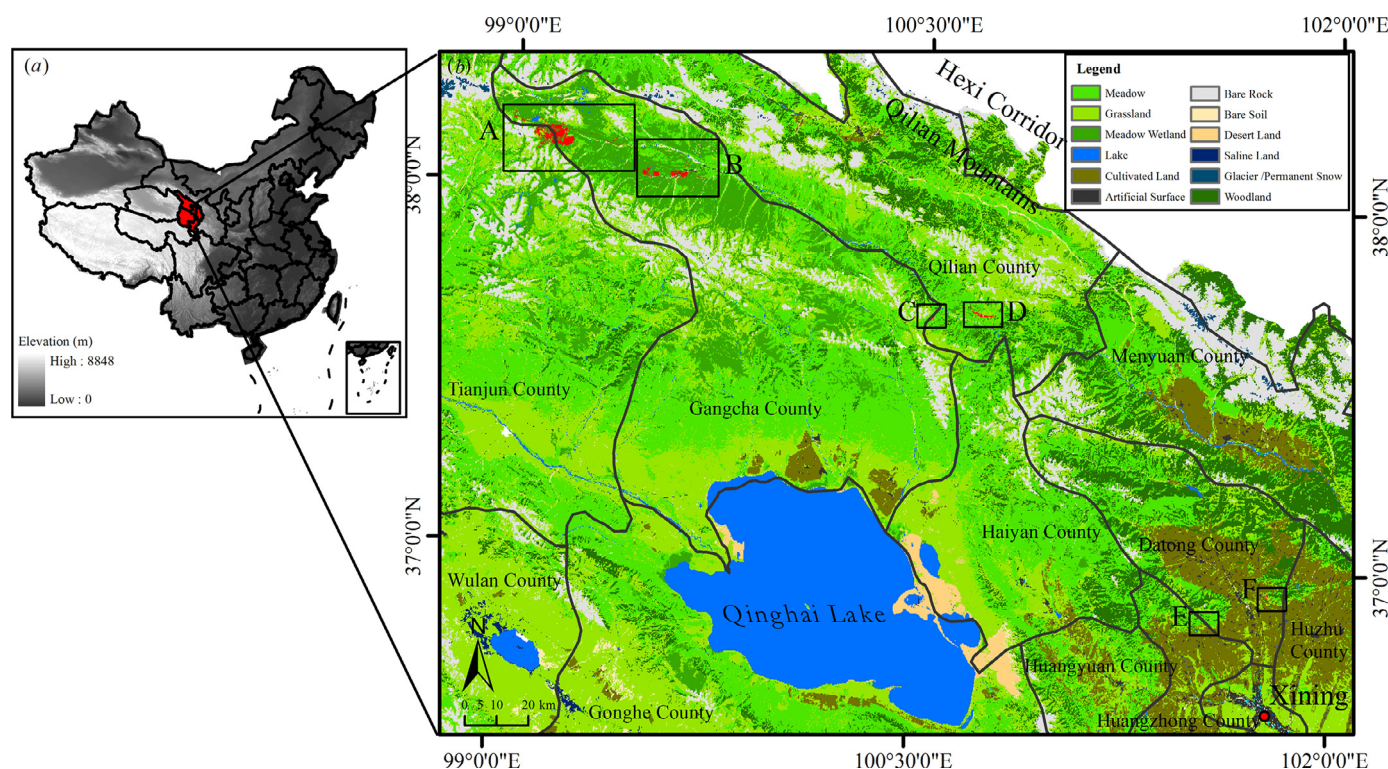 (a)
Elevation (m)
High : 8848
Low : 0
99°0'0"E
100°30'0"E
102°0'0"E
(b)
Hexi Corridor
Qilian Mountains
Legend
Meadow
Grassland
Meadow Wetland
Lake
Cultivated Land
Artificial Surface
Bare Rock
Bare Soil
Desert Land
Saline Land
Glacier /Permanent Snow
Woodland
A
B
38°0'0"N
38°0'0"N
Qilian County
C
D
Menyuan County
Tianjun County
Gangcha County
Haiyan County
Datong County
37°0'0"N
37°0'0"N
Wulan County
F
E
Qinghai Lake
Huzhu
County
N
Huangyuan County
Xining
0 5 10 20 km
Gonghe County
Huangzhong County
99°0'0"E
100°30'0"E
102°0'0"E